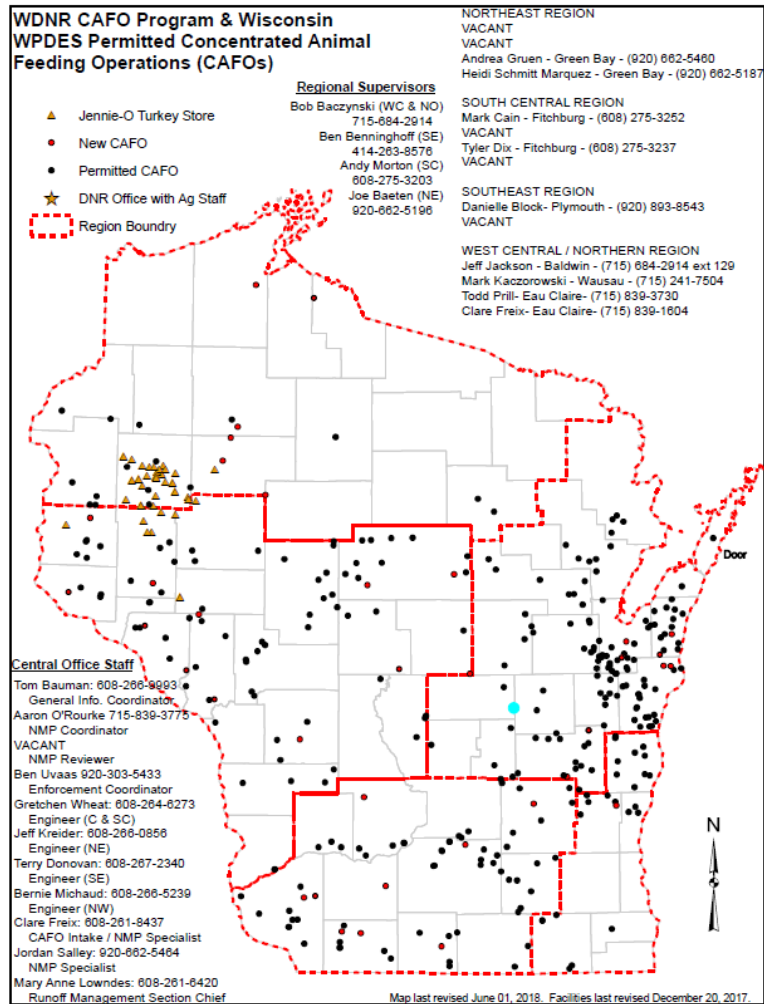 WDNR CAFO Program & Wisconsin
WPDES Permitted Concentrated Animal
Feeding Operations (CAFOs)
Jennie-O Turkey Store
New CAFO
Permitted CAFO
DNR Office with Ag Staff
Region Boundry
Regional Supervisors
Bob Baczynski (WC & NO)
715-684-2914
Ben Benninghoff (SE)
414-263-8576
Andy Morton (SC)
608-275-3203
Joe Baeten (NE)
920-662-5196
NORTHEAST REGION
VACANT
VACANT
Andrea Gruen - Green Bay - (920) 662-5460
Heidi Schmitt Marquez - Green Bay - (920) 662-5187
SOUTH CENTRAL REGION
Mark Cain - Fitchburg - (608) 275-3252
VACANT
Tyler Dix - Fitchburg - (608) 275-3237
VACANT
SOUTHEAST REGION
Danielle Block- Plymouth - (920) 893-8543
VACANT
WEST CENTRAL / NORTHERN REGION
Jeff Jackson - Baldwin - (715) 684-2914 ext 129
Mark Kaczorowski - Wausau - (715) 241-7504
Todd Prill- Eau Claire- (715) 839-3730
Clare Freix- Eau Claire- (715) 839-1604
Door
Central Office Staff
Tom Bauman: 608-266-9993
General Info. Coordinator
Aaron O'Rourke 715-839-3775
NMP Coordinator
VACANT
NMP Reviewer
Ben Uvaas 920-303-5433
Enforcement Coordinator
Gretchen Wheat: 608-264-6273
Engineer (C & SC)
Jeff Kreider: 608-266-0856
Engineer (NE)
Terry Donovan: 608-267-2340
Engineer (SE)
Bernie Michaud: 608-266-5239
Engineer (NW)
Clare Freix: 608-261-8437
CAFO Intake / NMP Specialist
Jordan Salley: 920-662-5464
NMP Specialist
Mary Anne Lowndes: 608-261-6420
Runoff Management Section Chief
N
Map last revised June 01, 2018. Facilities last revised December 20, 2017.